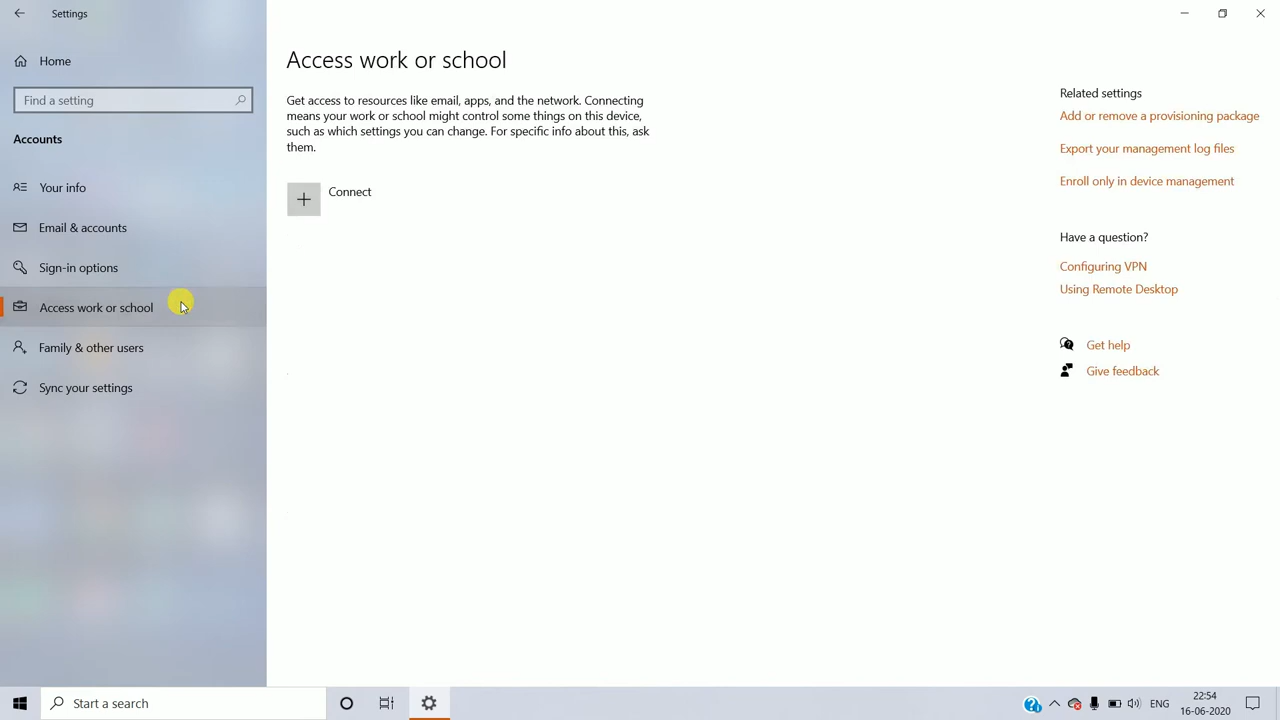 Settings
Home
Find a setting
Accounts
Your info
Email & accounts
Sign-in options
Access work or school
Family & other users
Sync your settings
Access work or school
Get access to resources like email, apps, and the network. Connecting
means your work or school might control some things on this device,
such as which settings you can change. For specific info about this, ask
them.
Connect
Related settings
Add or remove a provisioning package
Export your management log files
Enroll only in device management
Have a question?
Configuring VPN
Using Remote Desktop
Get help
Give feedback
Start search
ENG
22:54
16-06-2020